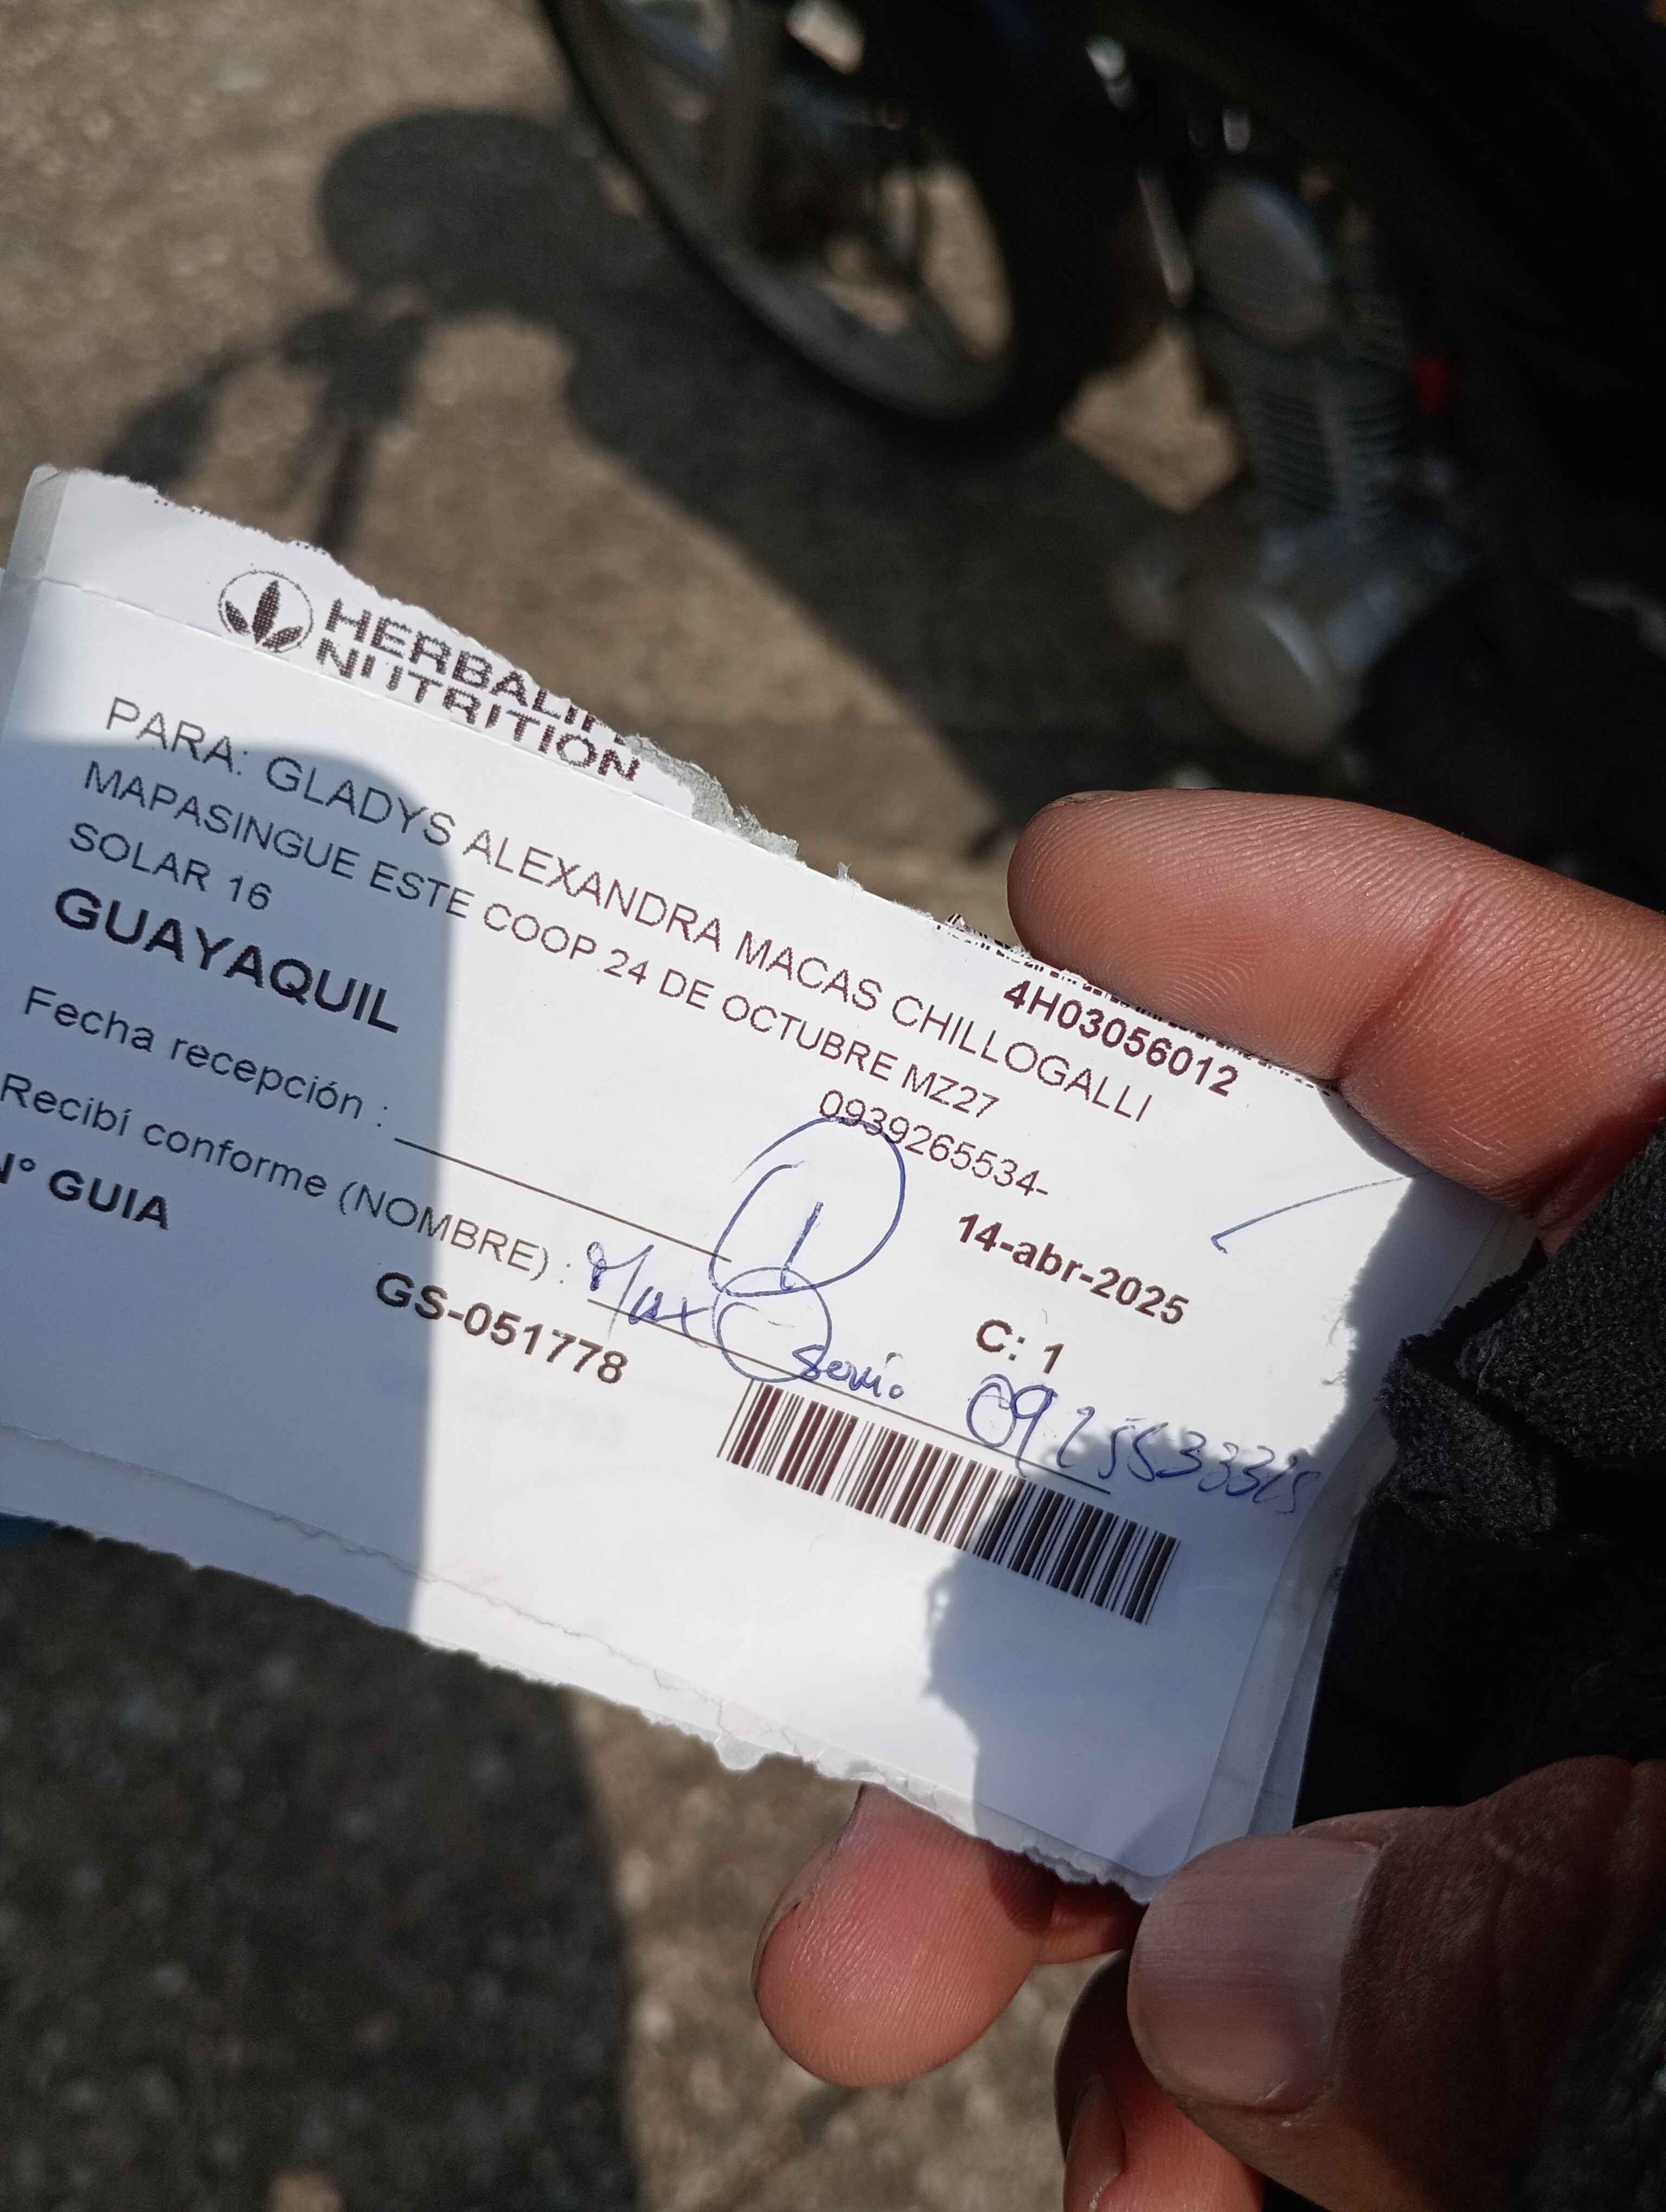 HERBALIF
NUTRITION
4H03056012
PARA: GLADYS ALEXANDRA MACAS CHILLOGALLI
MAPASINGUE ESTE COOP.24 DE OCTUBRE MZ27
SOLAR 16
0939265534-
GUAYAQUIL
14-abr-2025
Fecha recepción :
C: 1
Recibí conforme (NOMBRE) :
N° GUIA
GS-051778